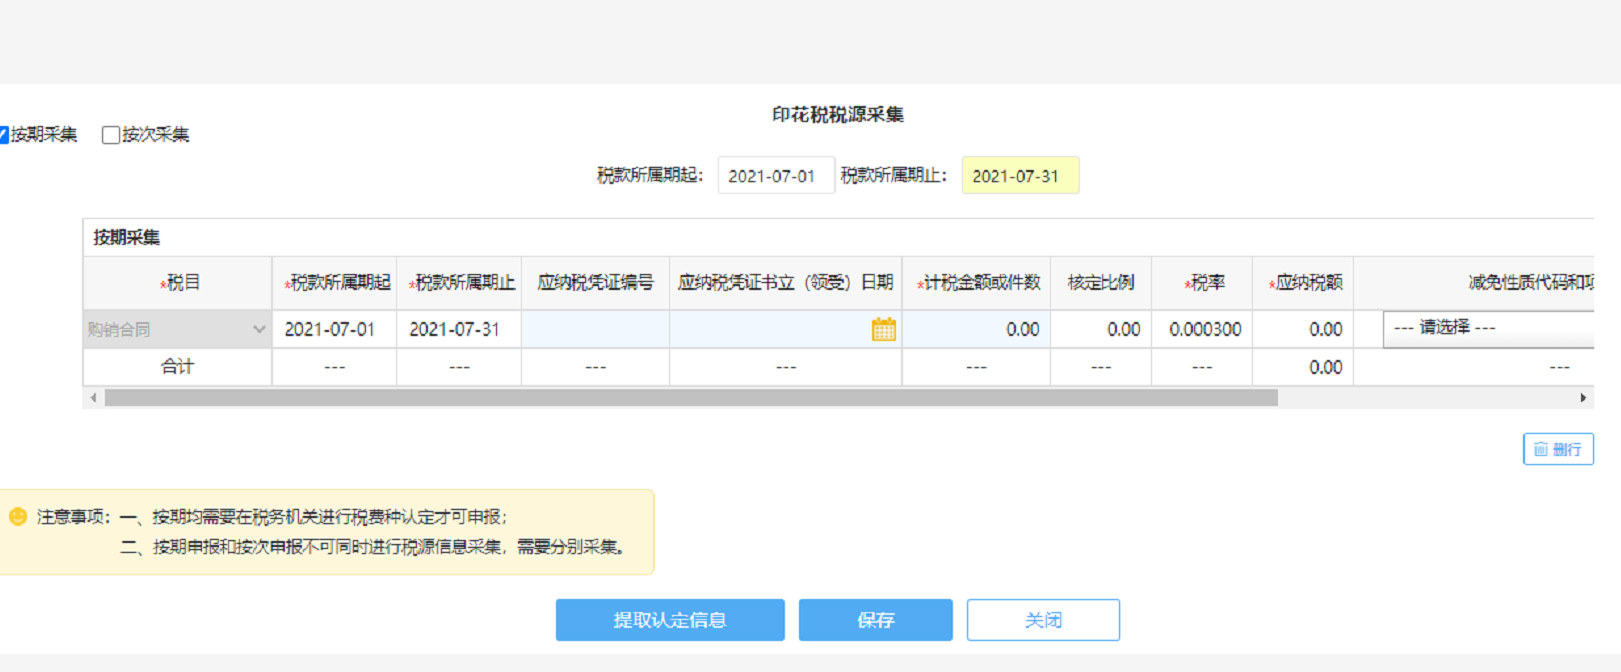 印花税税源采集
按期采集 按次采集
税款所属期起： 2021-07-01 税款所属期止： 2021-07-31
按期采集
*税目 *税款所属期起 *税款所属期止 应纳税凭证编号 应纳税凭证书立（领受）日期 *计税金额或件数 核定比例 *税率 *应纳税额 减免性质代码和项
购销合同 2021-07-01 2021-07-31 0.00 0.00 0.000300 0.00 --- 请选择 ---
合计 --- --- --- --- --- --- --- 0.00 ---
删行
注意事项：一、按期均需要在税务机关进行税费种认定才可申报；
二、按期申报和按次申报不可同时进行税源信息采集，需要分别采集。
提取认定信息 保存 关闭